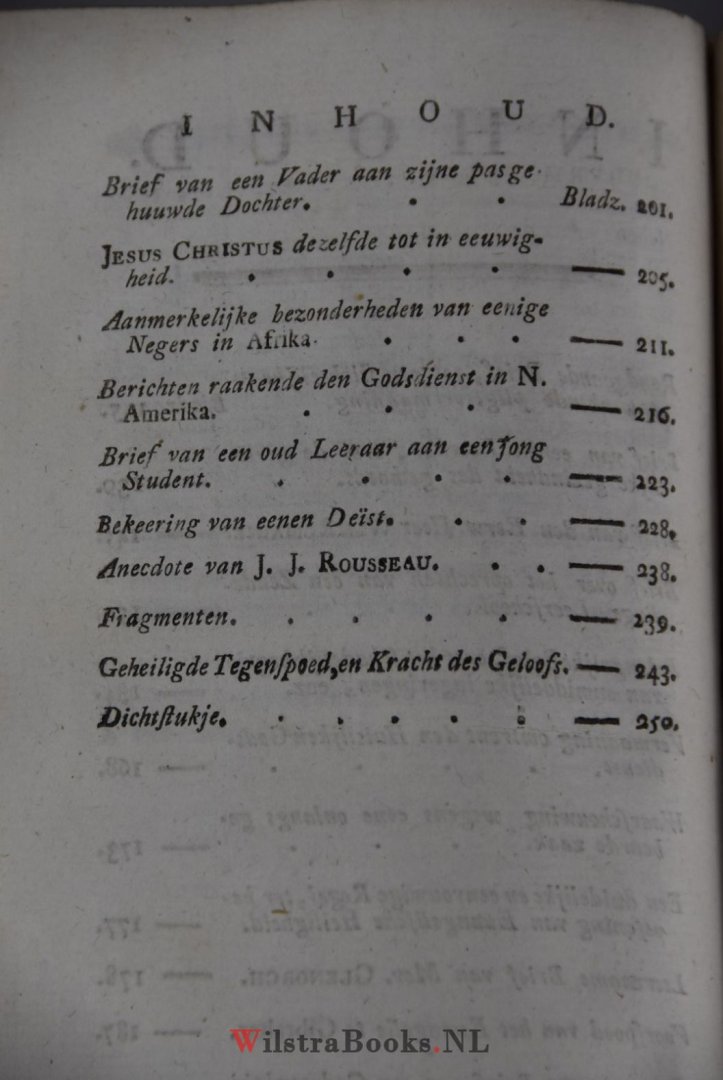 INHOUD.
Brief van een Vader aan zijne pasge-
huuwde Dochter. . . Bladz. 201.
JESUS CHRISTUS dezelfde tot in eeuwig-
heid. . . . . — 205.
Aanmerkelijke bezonderheden van eenige
Negers in Afrika. . . . — 211.
Berichten raakende den Godsdienst in N.
Amerika. . . . — 216.
Brief van een oud Leeraar aan een Jong
Student. . . . . — 223.
Bekeering van eenen Deïst. . . — 228.
Anecdote van J. J. ROUSSEAU. . . — 238.
Fragmenten. . . . . — 239.
Geheiligde Tegenſpoed, en Kracht des Geloofs. — 243.
Dichtſtukje. . . . . . — 250.
WilstraBooks.NL